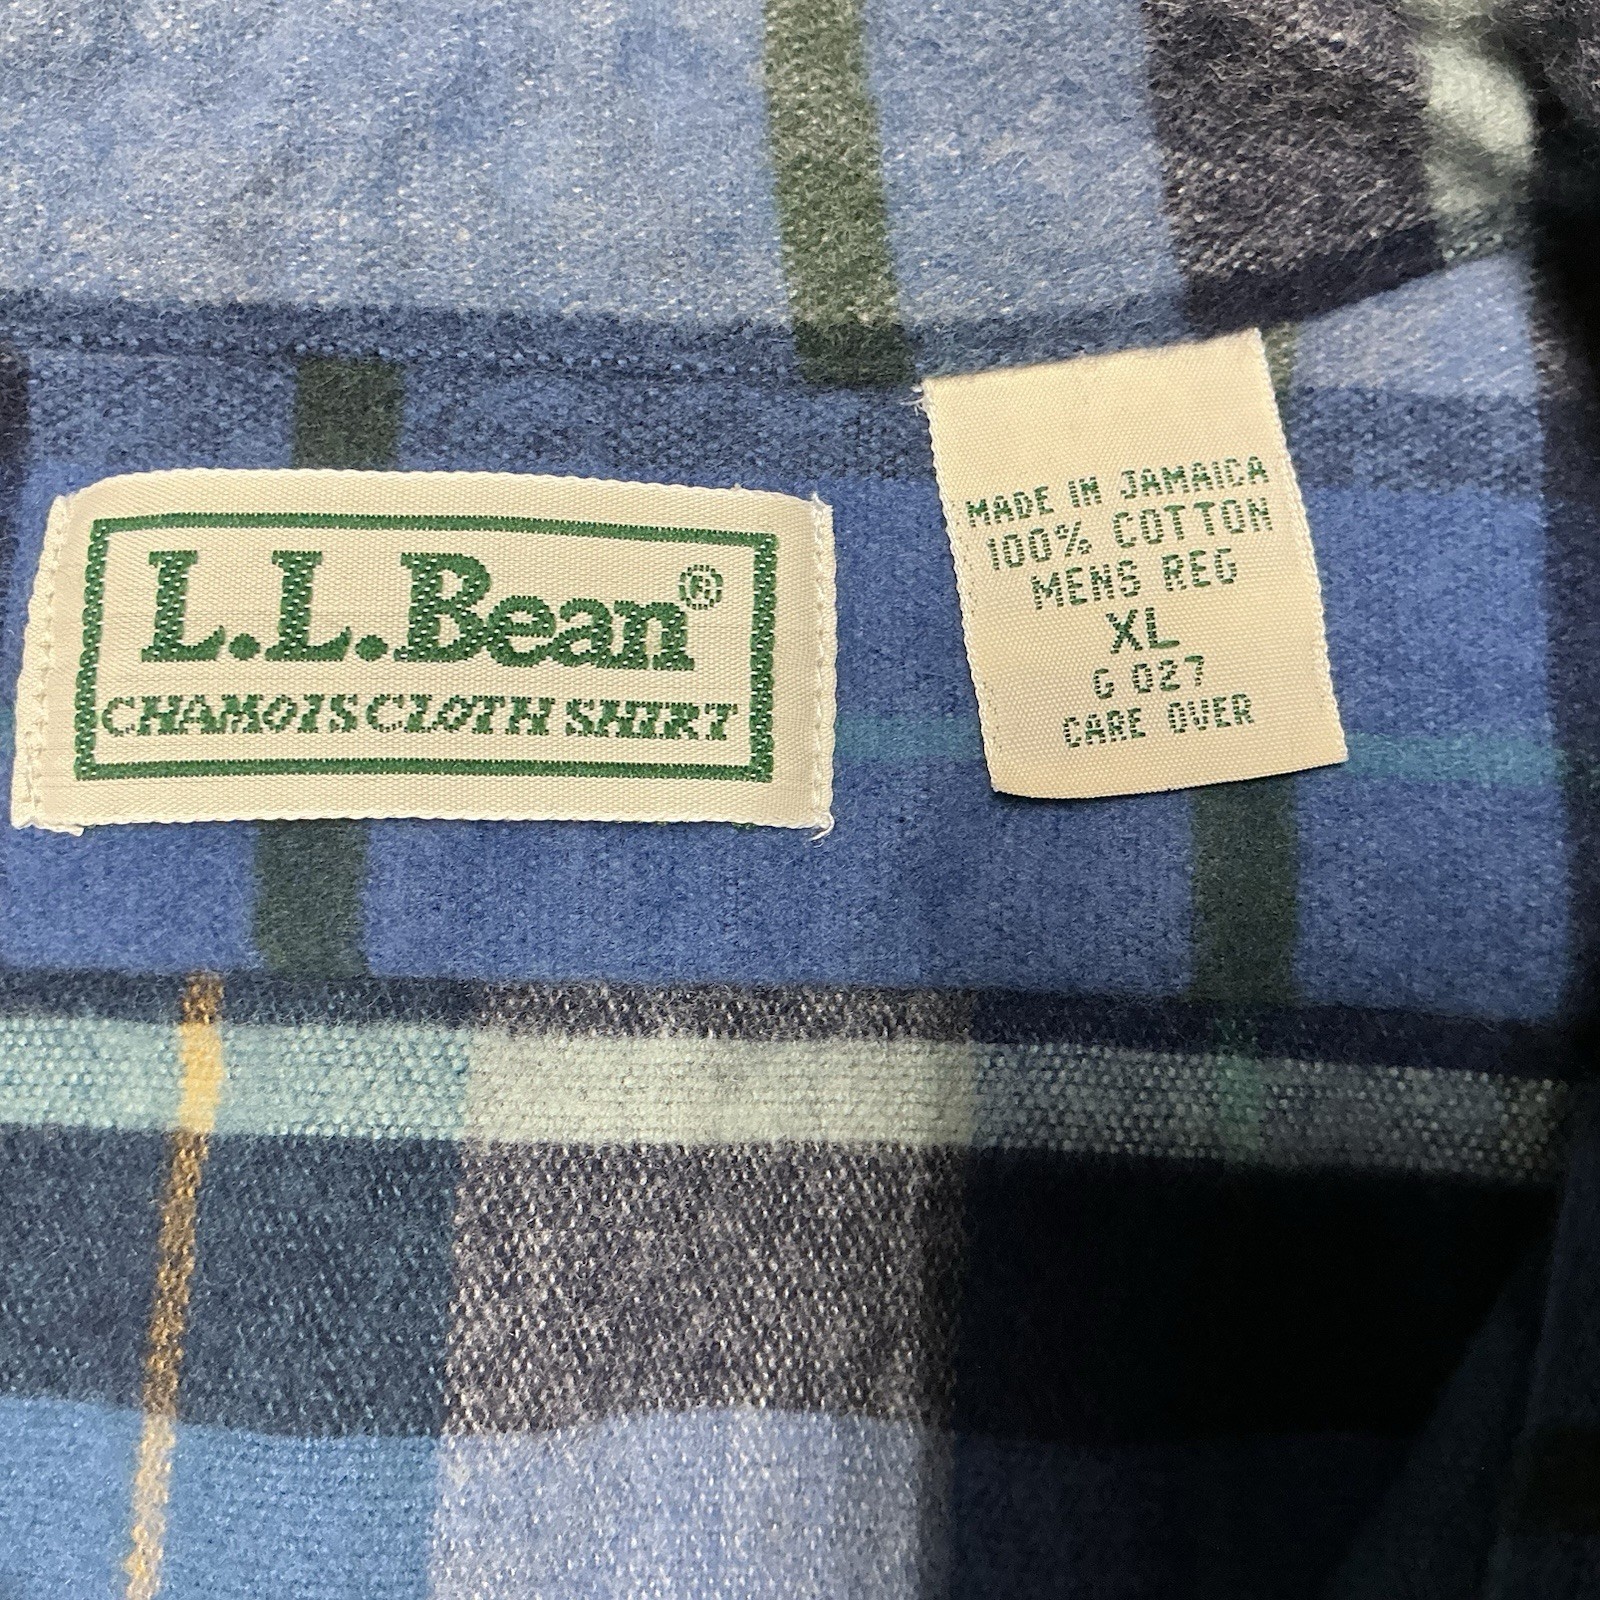 L.L.Bean®
CHAMOIS CLOTH SHIRT
MADE IN JAMAICA
100% COTTON
MENS REG
XL
G 027
CARE OVER